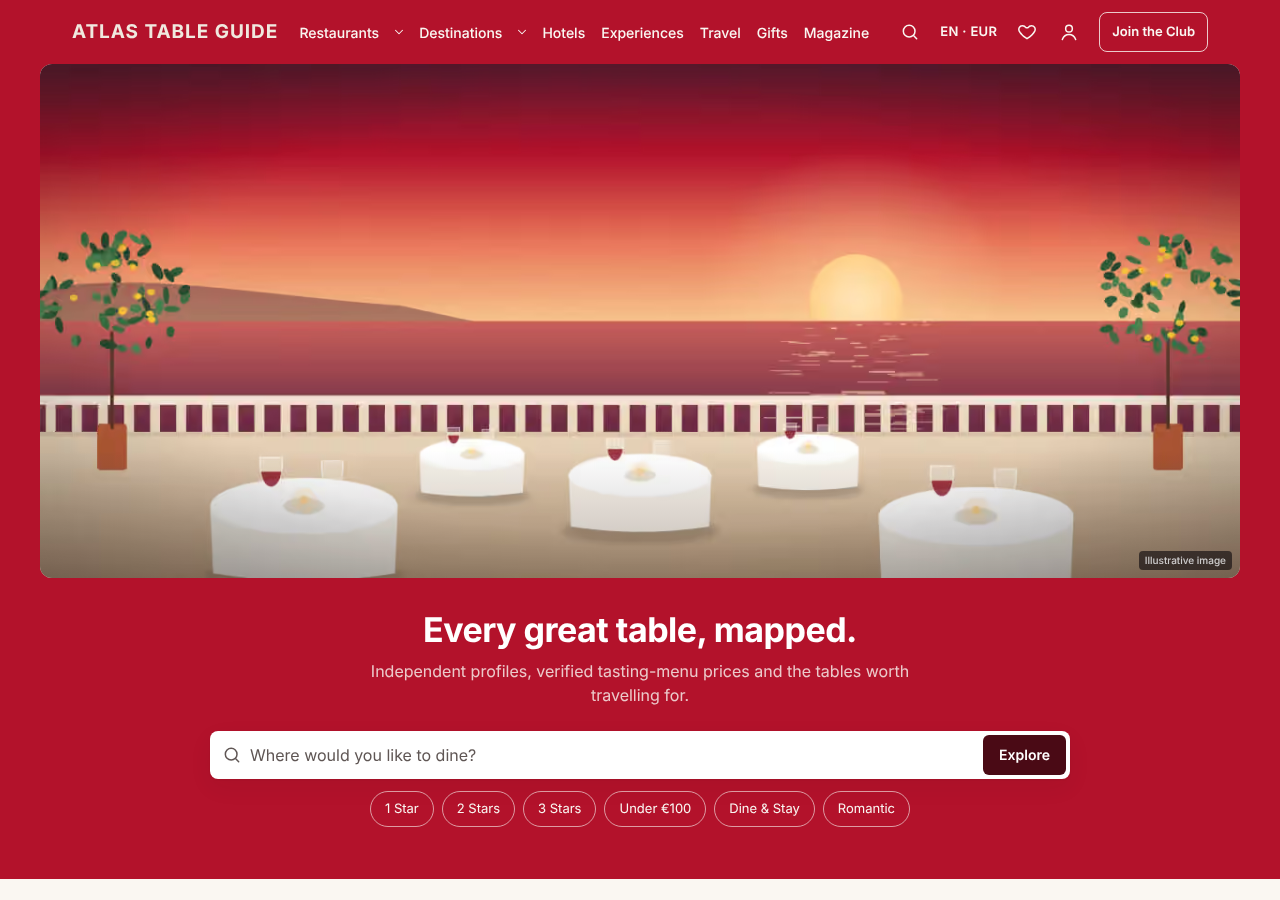 ATLAS TABLE GUIDE
Restaurants
Destinations
Hotels
Experiences
Travel
Gifts
Magazine
EN · EUR
Join the Club
Illustrative image
Every great table, mapped.
Independent profiles, verified tasting-menu prices and the tables worth
travelling for.
Where would you like to dine?
Explore
1 Star
2 Stars
3 Stars
Under €100
Dine & Stay
Romantic